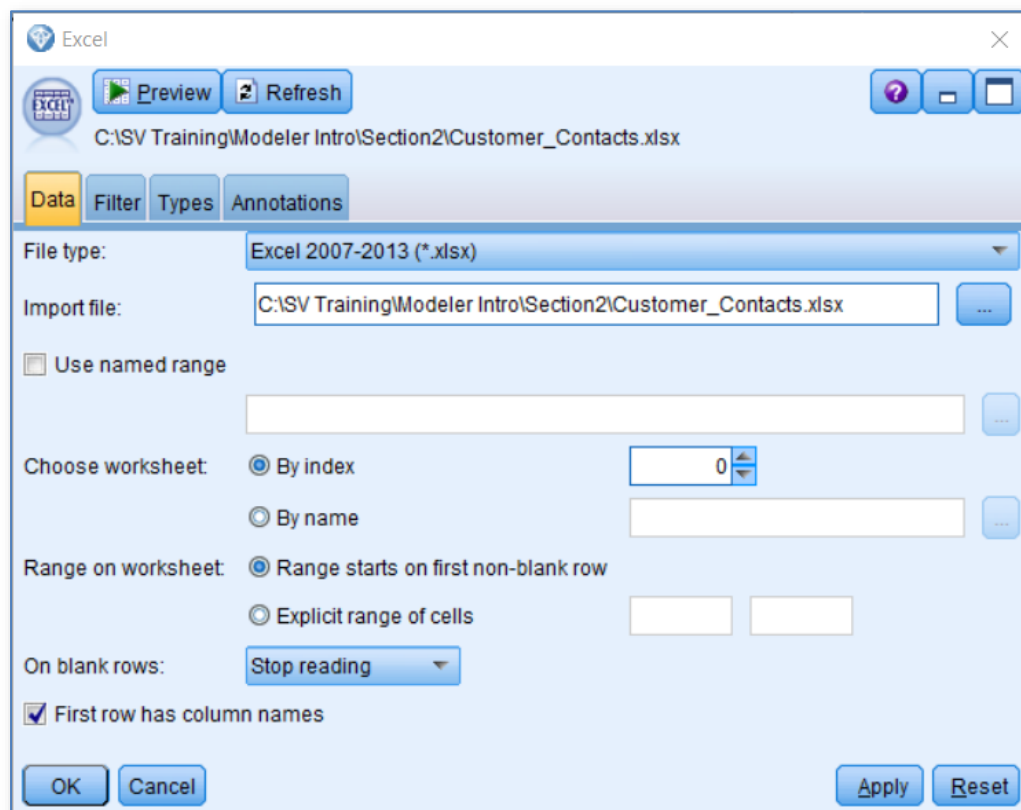 Excel
EXCEL
Preview Refresh ?
C:\SV Training\Modeler Intro\Section2\Customer_Contacts.xlsx
Data Filter Types Annotations
File type: Excel 2007-2013 (*.xlsx)
Import file: C:\SV Training\Modeler Intro\Section2\Customer_Contacts.xlsx ...
Use named range
...
Choose worksheet: By index 0
By name ...
Range on worksheet: Range starts on first non-blank row
Explicit range of cells
On blank rows: Stop reading
First row has column names
OK Cancel Apply Reset